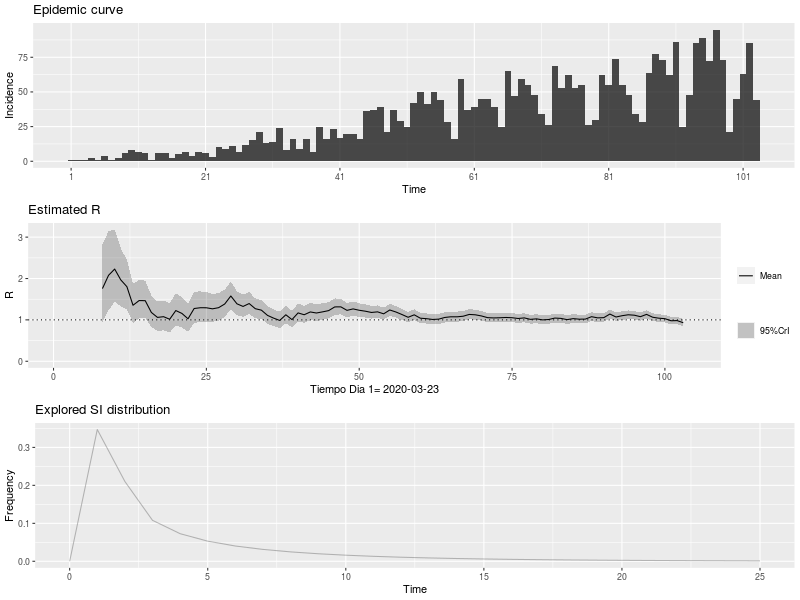 Epidemic curve
75
50
25
0
Incidence
1
21
41
61
81
101
Time
Estimated R
3
2
1
0
R
0
25
50
75
100
Tiempo Dia 1= 2020-03-23
Mean
95%CrI
Explored SI distribution
0.3
0.2
0.1
0.0
Frequency
0
5
10
15
20
25
Time